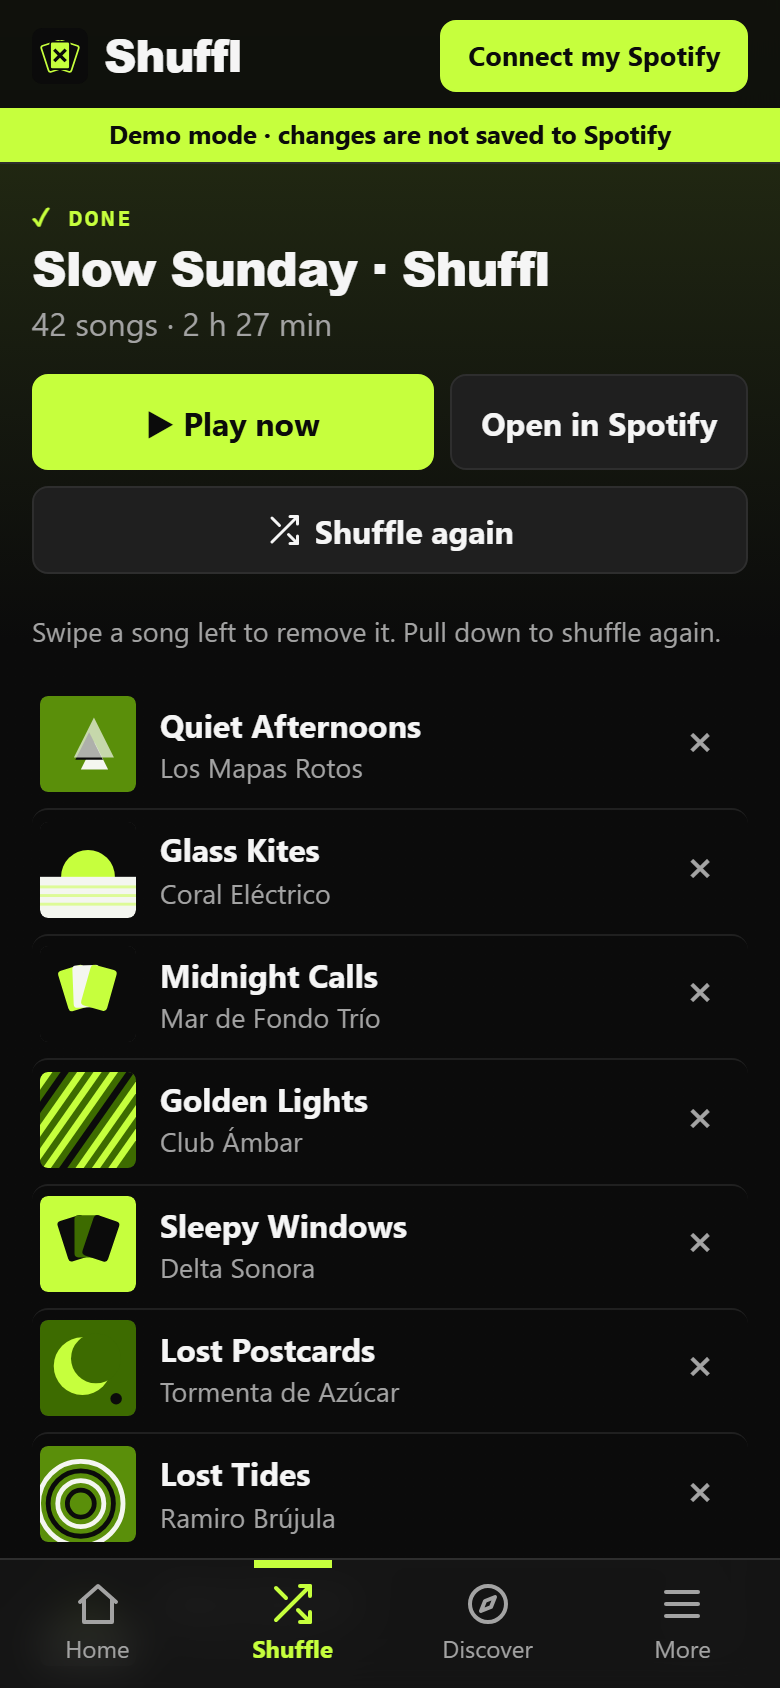 Shuffl
Connect my Spotify
Demo mode · changes are not saved to Spotify
✓ DONE
Slow Sunday · Shuffl
42 songs · 2 h 27 min
▶ Play now
Open in Spotify
Shuffle again
Swipe a song left to remove it. Pull down to shuffle again.
Quiet Afternoons
Los Mapas Rotos
Glass Kites
Coral Eléctrico
Midnight Calls
Mar de Fondo Trío
Golden Lights
Club Ámbar
Sleepy Windows
Delta Sonora
Lost Postcards
Tormenta de Azúcar
Lost Tides
Ramiro Brújula
Home
Shuffle
Discover
More